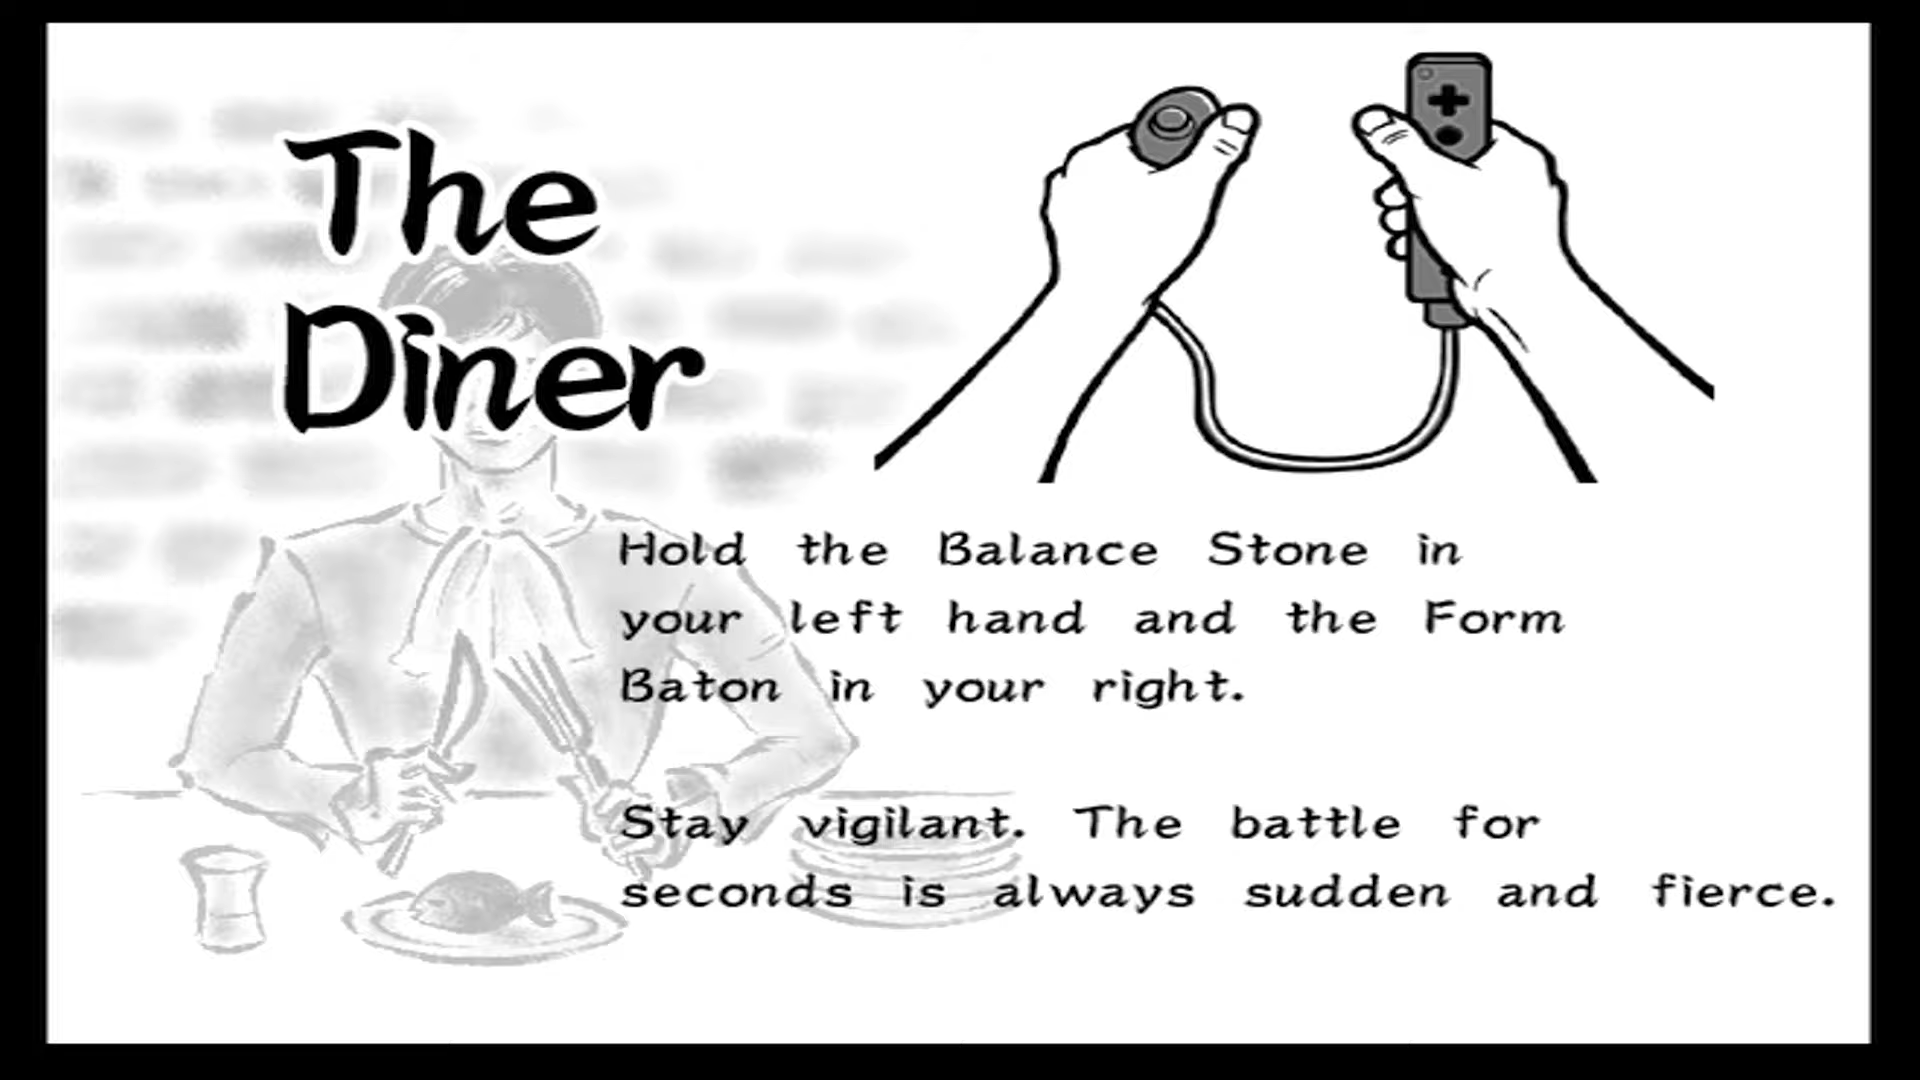 The
Diner
Hold the Balance Stone in
your left hand and the Form
Baton in your right.
Stay vigilant. The battle for
seconds is always sudden and fierce.